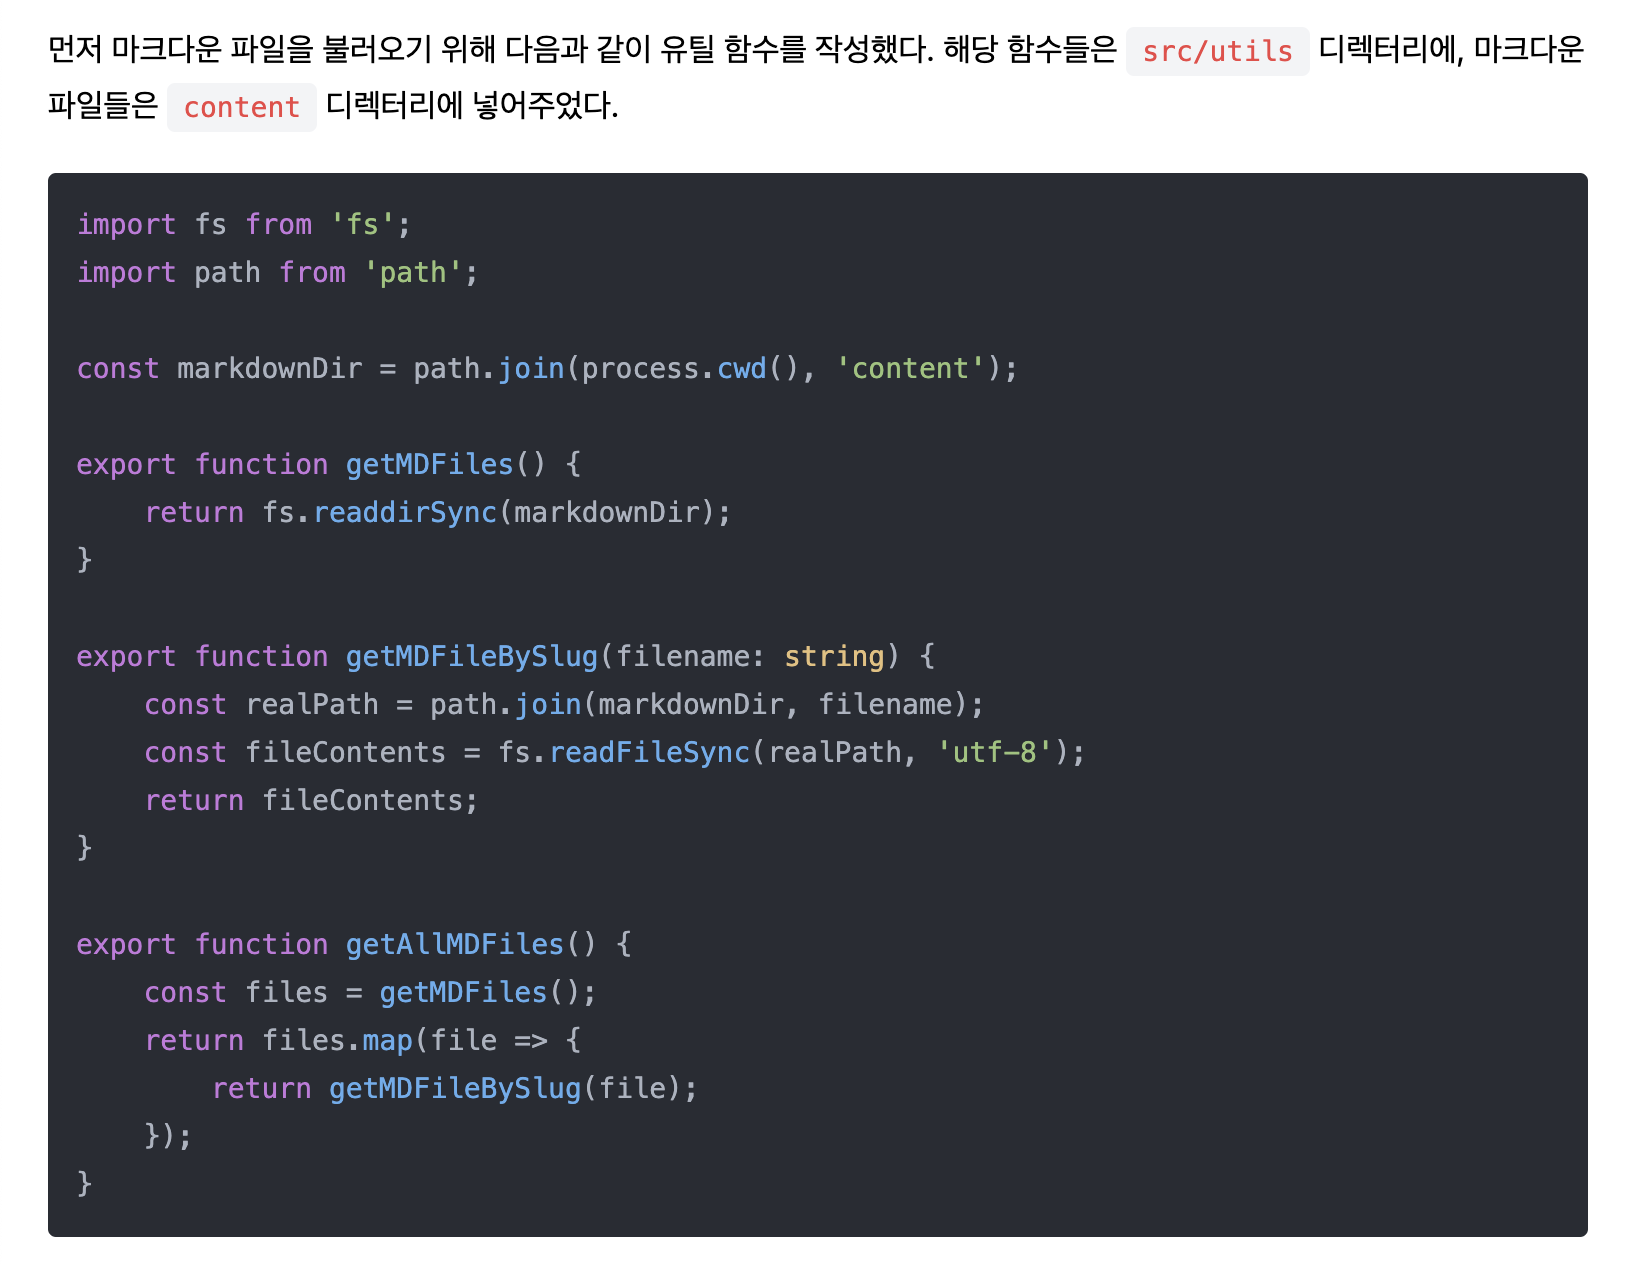 먼저 마크다운 파일을 불러오기 위해 다음과 같이 유틸 함수를 작성했다. 해당 함수들은 src/utils 디렉터리에, 마크다운
파일들은 content 디렉터리에 넣어주었다.
import fs from 'fs';
import path from 'path';

const markdownDir = path.join(process.cwd(), 'content');

export function getMDFiles() {
    return fs.readdirSync(markdownDir);
}

export function getMDFileBySlug(filename: string) {
    const realPath = path.join(markdownDir, filename);
    const fileContents = fs.readFileSync(realPath, 'utf-8');
    return fileContents;
}

export function getAllMDFiles() {
    const files = getMDFiles();
    return files.map(file => {
        return getMDFileBySlug(file);
    });
}